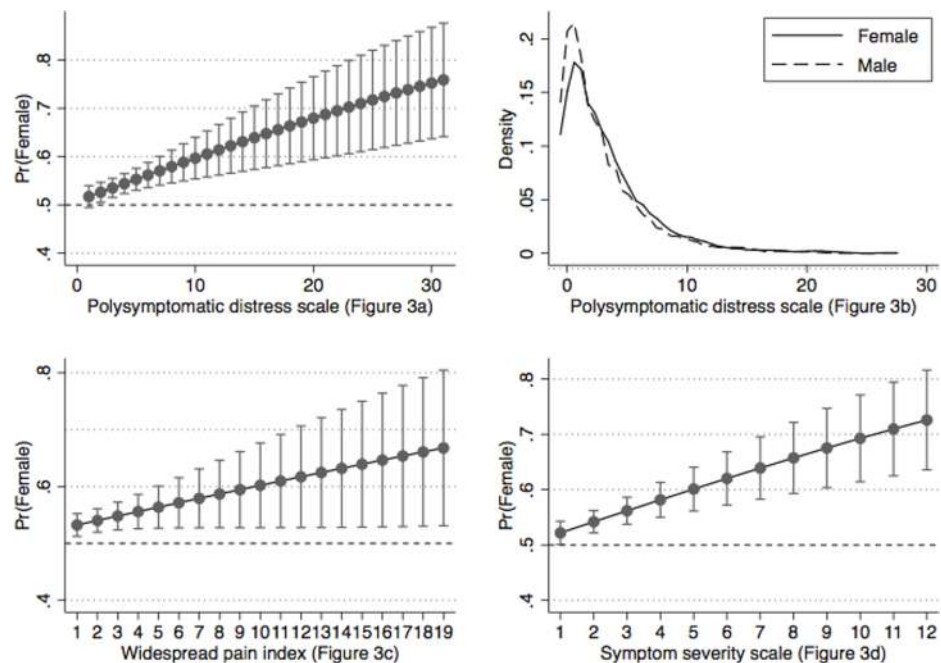 .8
.7
.6
.5
.4
Pr(Female)
0 10 20 30
Polysymptomatic distress scale (Figure 3a)
.2
.15
.1
.05
0
Density
Female
Male
0 10 20 30
Polysymptomatic distress scale (Figure 3b)
.8
.6
.5
.4
Pr(Female)
1 2 3 4 5 6 7 8 9 10 11 12 13 14 15 16 17 18 19
Widespread pain index (Figure 3c)
.8
.7
.6
.5
.4
Pr(Female)
1 2 3 4 5 6 7 8 9 10 11 12
Symptom severity scale (Figure 3d)